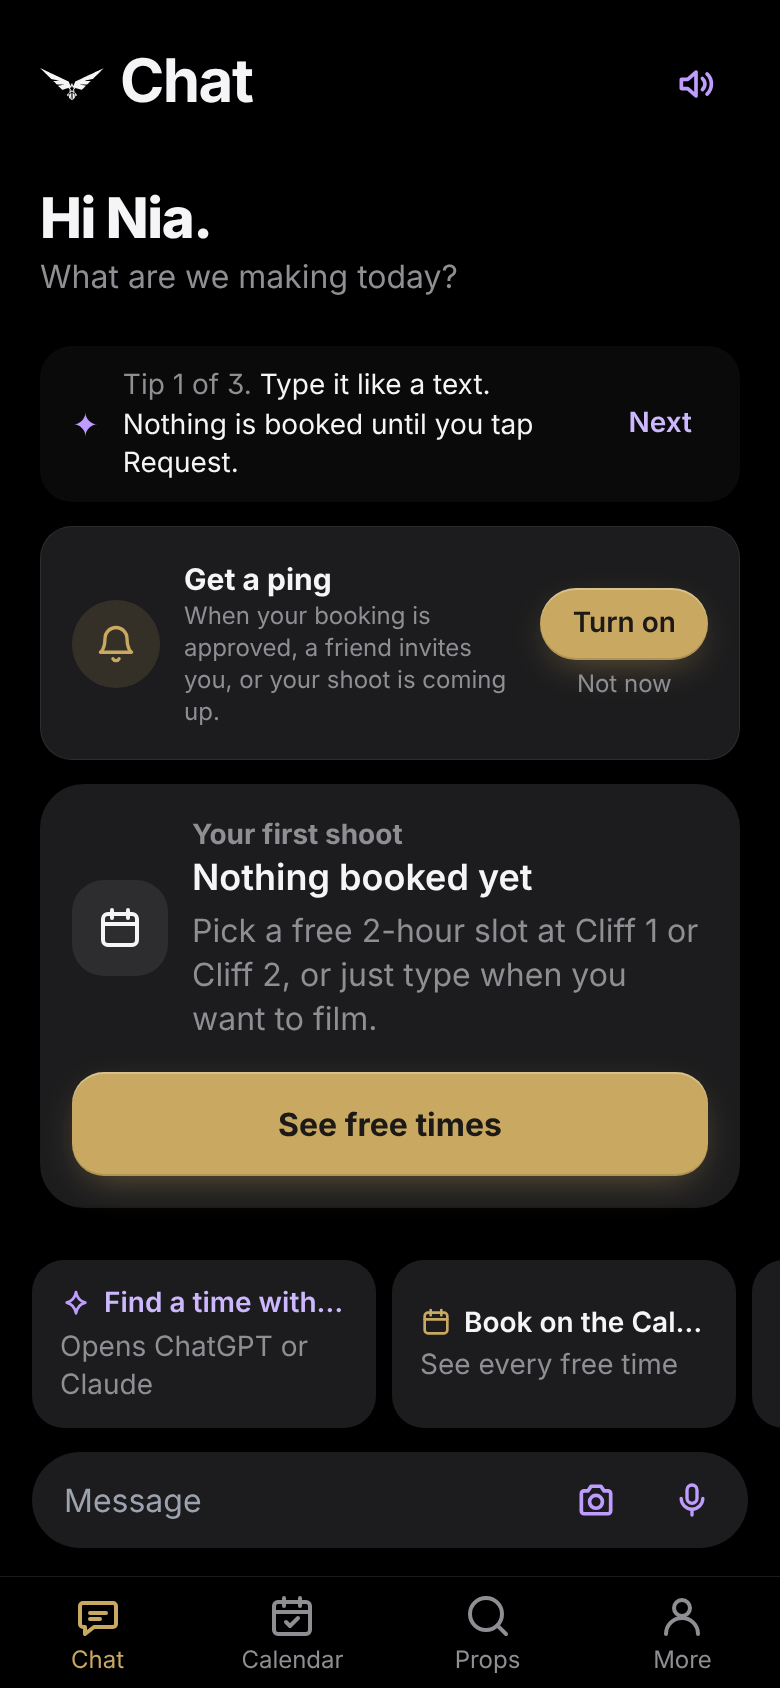 Chat
Hi Nia.
What are we making today?
Tip 1 of 3. Type it like a text.
Nothing is booked until you tap
Request.
Next
Get a ping
When your booking is
approved, a friend invites
you, or your shoot is coming
up.
Turn on
Not now
Your first shoot
Nothing booked yet
Pick a free 2-hour slot at Cliff 1 or
Cliff 2, or just type when you
want to film.
See free times
Find a time with...
Opens ChatGPT or
Claude
Book on the Cal...
See every free time
Message
Chat
Calendar
Props
More